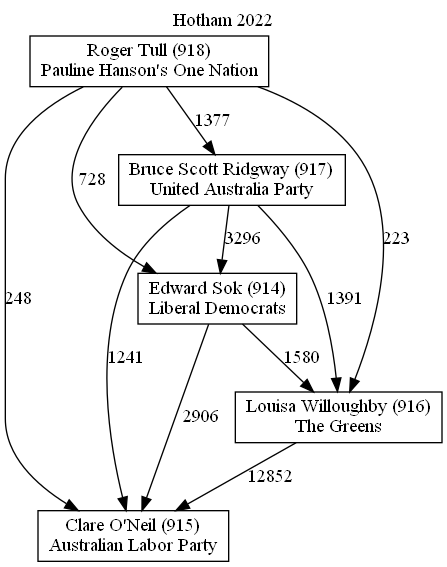 Hotham 2022
Roger Tull (918)
Pauline Hanson's One Nation
1377
Bruce Scott Ridgway (917)
United Australia Party
728
3296
223
Edward Sok (914)
Liberal Democrats
248
1241
1391
1580
2906
Louisa Willoughby (916)
The Greens
12852
Clare O'Neil (915)
Australian Labor Party